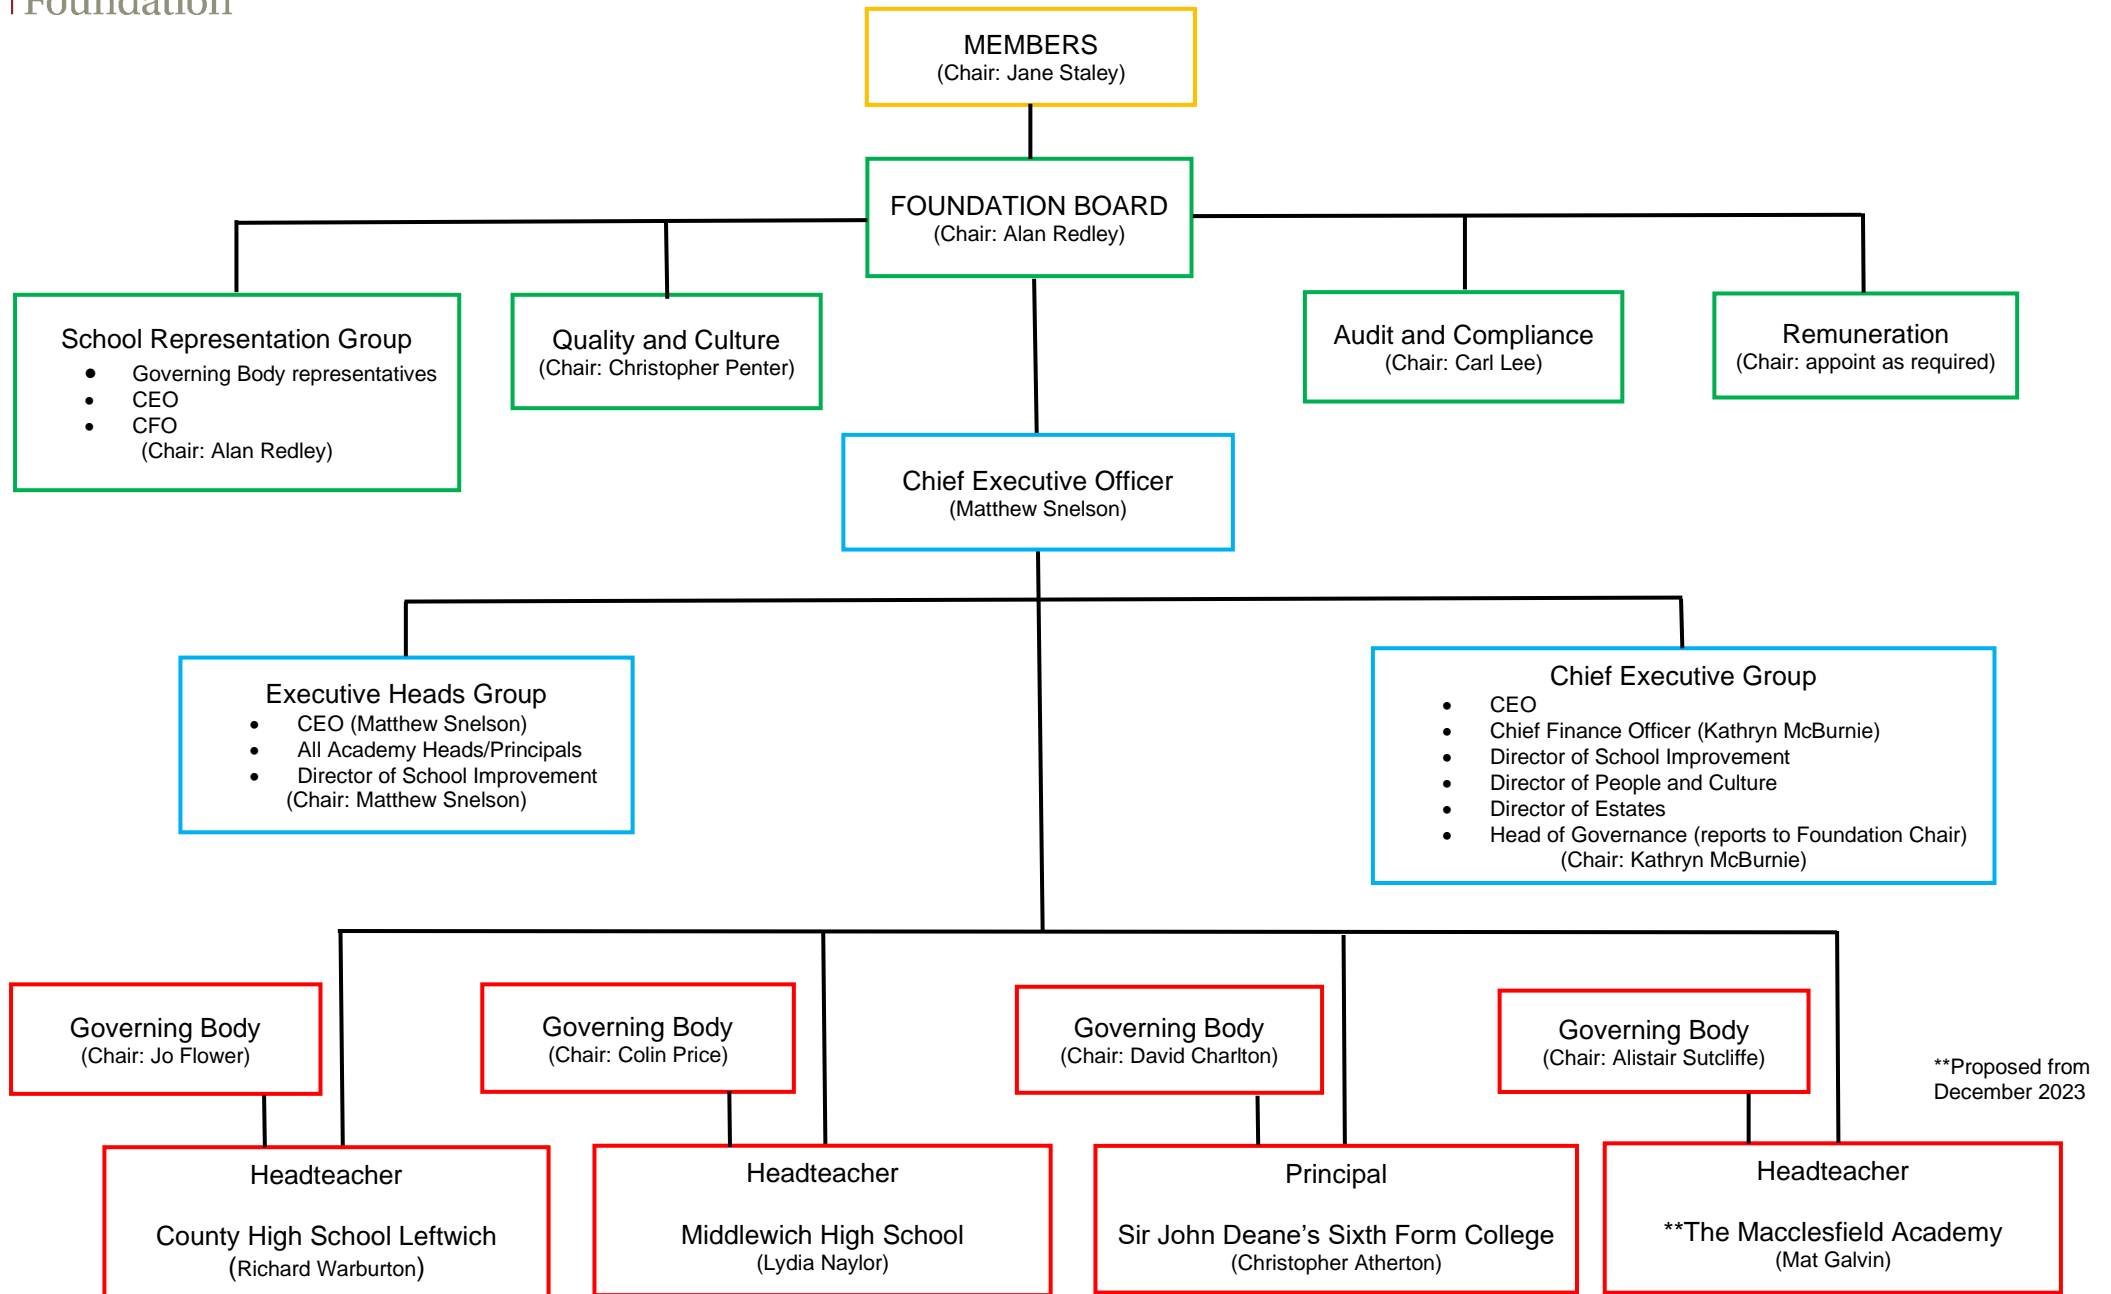 Foundation
MEMBERS
(Chair: Jane Staley)
FOUNDATION BOARD
(Chair: Alan Redley)
School Representation Group
• Governing Body representatives
• CEO
• CFO
(Chair: Alan Redley)
Quality and Culture
(Chair: Christopher Penter)
Audit and Compliance
(Chair: Carl Lee)
Remuneration
(Chair: appoint as required)
Chief Executive Officer
(Matthew Snelson)
Executive Heads Group
• CEO (Matthew Snelson)
• All Academy Heads/Principals
• Director of School Improvement
(Chair: Matthew Snelson)
Chief Executive Group
• CEO
• Chief Finance Officer (Kathryn McBurnie)
• Director of School Improvement
• Director of People and Culture
• Director of Estates
• Head of Governance (reports to Foundation Chair)
(Chair: Kathryn McBurnie)
Governing Body
(Chair: Jo Flower)
Governing Body
(Chair: Colin Price)
Governing Body
(Chair: David Charlton)
Governing Body
(Chair: Alistair Sutcliffe)
**Proposed from
December 2023
Headteacher
County High School Leftwich
(Richard Warburton)
Headteacher
Middlewich High School
(Lydia Naylor)
Principal
Sir John Deane’s Sixth Form College
(Christopher Atherton)
Headteacher
**The Macclesfield Academy
(Mat Galvin)